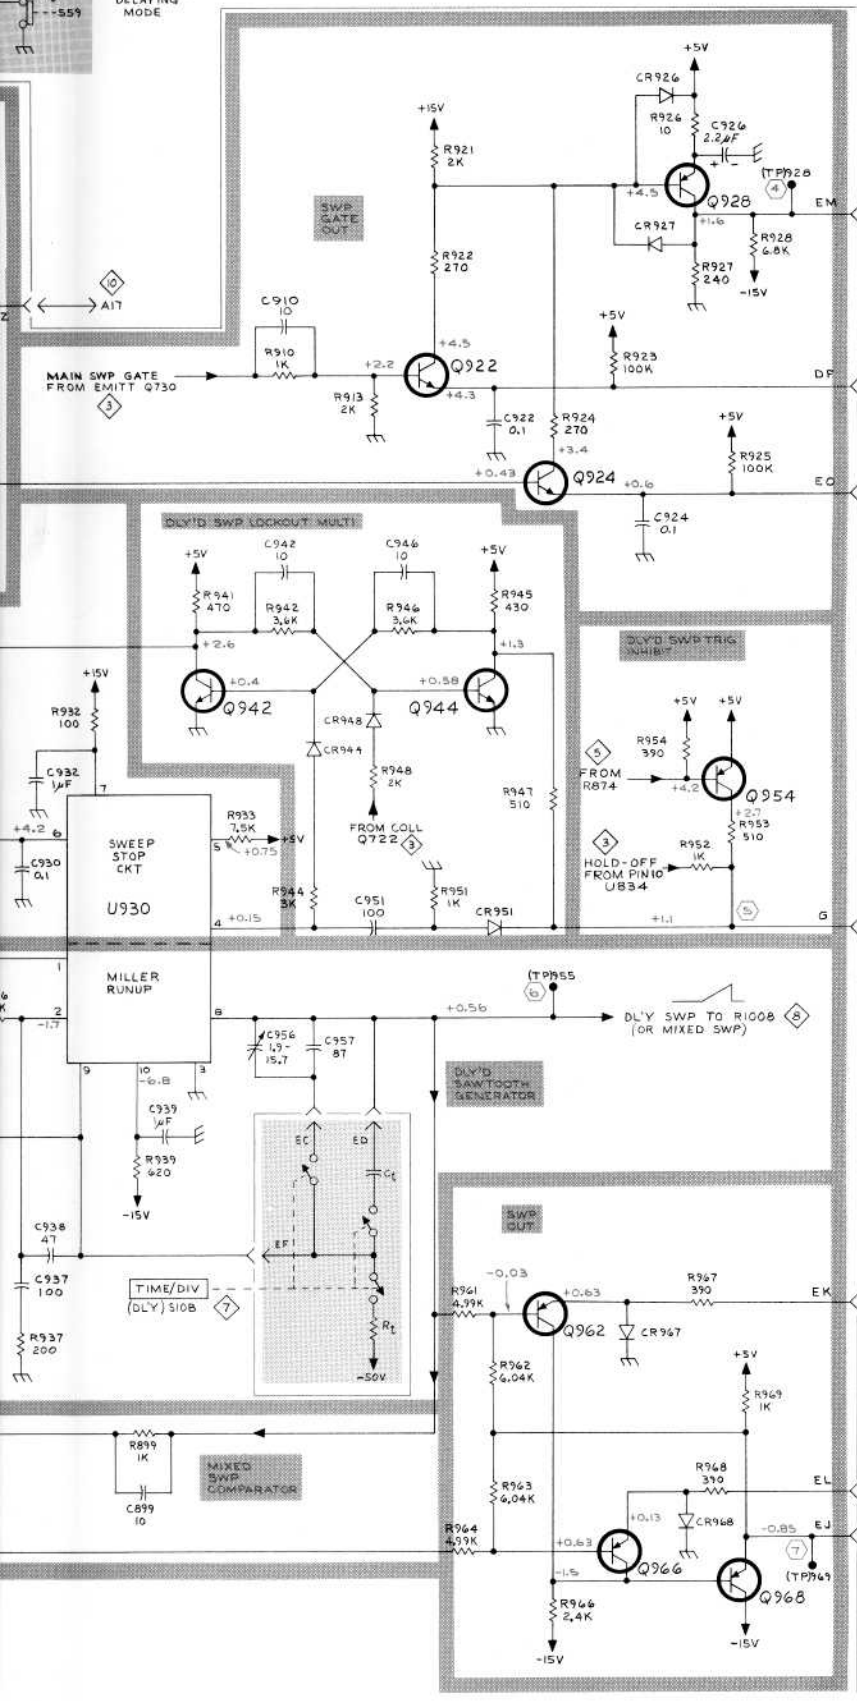 DELAYING
MODE
S59
+5V
CR926
R926
10
C926
2.2µF
+ -
(TP)928
4
EM
+4.5
Q928
+1.6
CR927
R928
6.8K
-15V
R927
240
+15V
R921
2K
SWP
GATE
OUT
R922
270
10
A17
C910
10
R910
1K
+4.5
Q922
+2.2
+4.3
MAIN SWP GATE
FROM EMITT Q730
3
R913
2K
+5V
R923
100K
DF
C922
0.1
R924
270
+3.4
+5V
R925
100K
+0.43
Q924
+0.6
EO
C924
0.1
DLY'D SWP LOCKOUT MULTI
+5V
C942
10
C946
10
+5V
R941
470
R942
3.6K
R946
3.6K
R945
430
+2.6
+1.3
+0.4
Q942
+0.58
Q944
CR948
CR944
R948
2K
FROM COLL
Q722
3
R947
510
DLY'D SWP TRIG
INHIBIT
+5V
+5V
R954
390
5
FROM
R874
+4.2
Q954
+2.7
R953
510
3
R952
1K
HOLD-OFF
FROM PIN 10
U834
+1.1
5
G
+15V
R932
100
C932
1µF
7
+4.2
6
C930
0.1
SWEEP
STOP
CKT
U930
5
R933
7.5K
+5V
+0.75
4
+0.15
R944
3K
C951
100
R951
1K
CR951
MILLER
RUNUP
1
2
-1.7
8
9
10
3
-6.8
+0.56
(TP)955
6
DL'Y SWP TO R1008
(OR MIXED SWP)
8
C956
1.9-
15.7
C957
87
DLY'D
SAWTOOTH
GENERATOR
C939
1µF
R939
620
-15V
EC
ED
Ct
EF
Rt
-50V
C938
47
C937
100
R937
200
TIME/DIV
(DL'Y) S10B
7
SWP
OUT
-0.03
R961
4.99K
+0.63
Q962
R967
390
EK
CR967
R962
6.04K
+5V
R969
1K
R899
1K
C899
10
MIXED
SWP
COMPARATOR
R963
6.04K
R968
390
EL
+0.13
CR968
R964
4.99K
+0.63
Q966
-0.85
EJ
7
(TP)969
-1.5
Q968
R966
2.4K
-15V
-15V